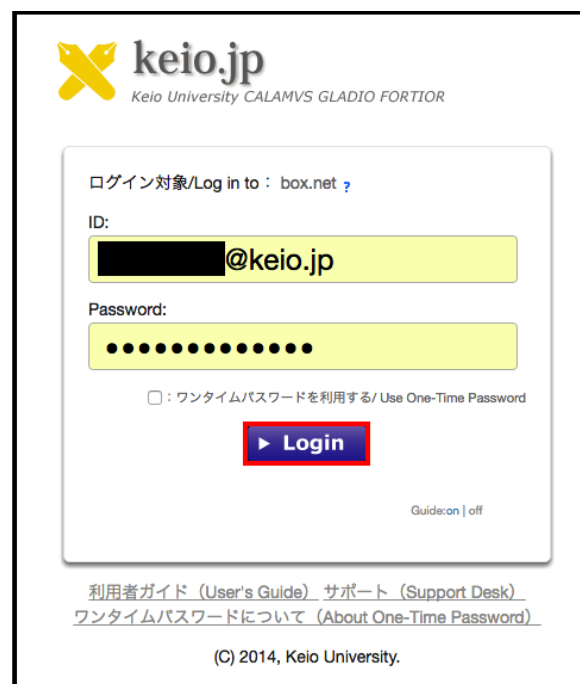 keio.jp
Keio University CALAMVS GLADIO FORTIOR
ログイン対象/Log in to： box.net ?
ID:
@keio.jp
Password:
●●●●●●●●●●●●●
：ワンタイムパスワードを利用する/ Use One-Time Password
Login
Guide:on | off
利用者ガイド（User's Guide） サポート（Support Desk）
ワンタイムパスワードについて（About One-Time Password）
(C) 2014, Keio University.